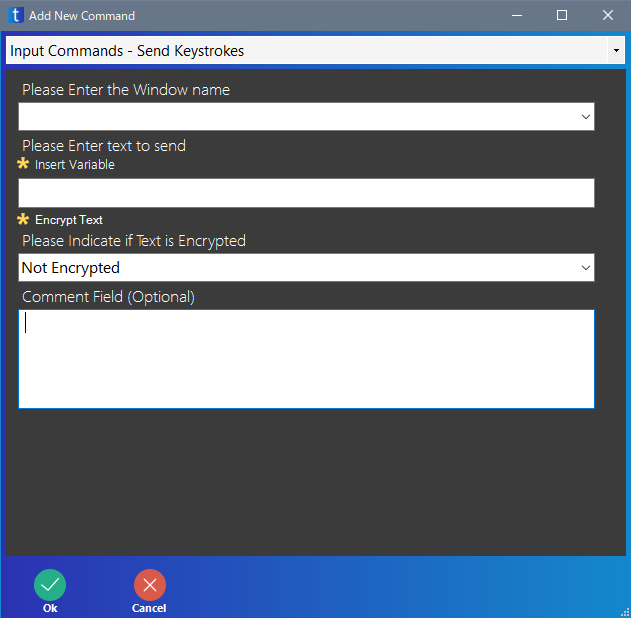 t Add New Command
Input Commands - Send Keystrokes
Please Enter the Window name
Please Enter text to send
Insert Variable
Encrypt Text
Please Indicate if Text is Encrypted
Not Encrypted
Comment Field (Optional)
Ok Cancel